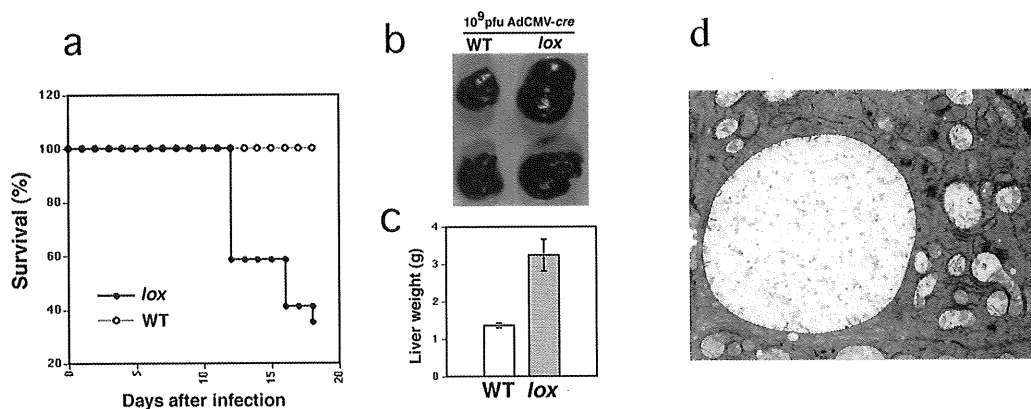 a
b
d
10⁹pfu AdCMV-cre
WT lox
120
100
80
60
40
20
Survival (%)
lox
WT
0 5 10 15 20
Days after infection
c
4
3
2
1
0
Liver weight (g)
WT lox